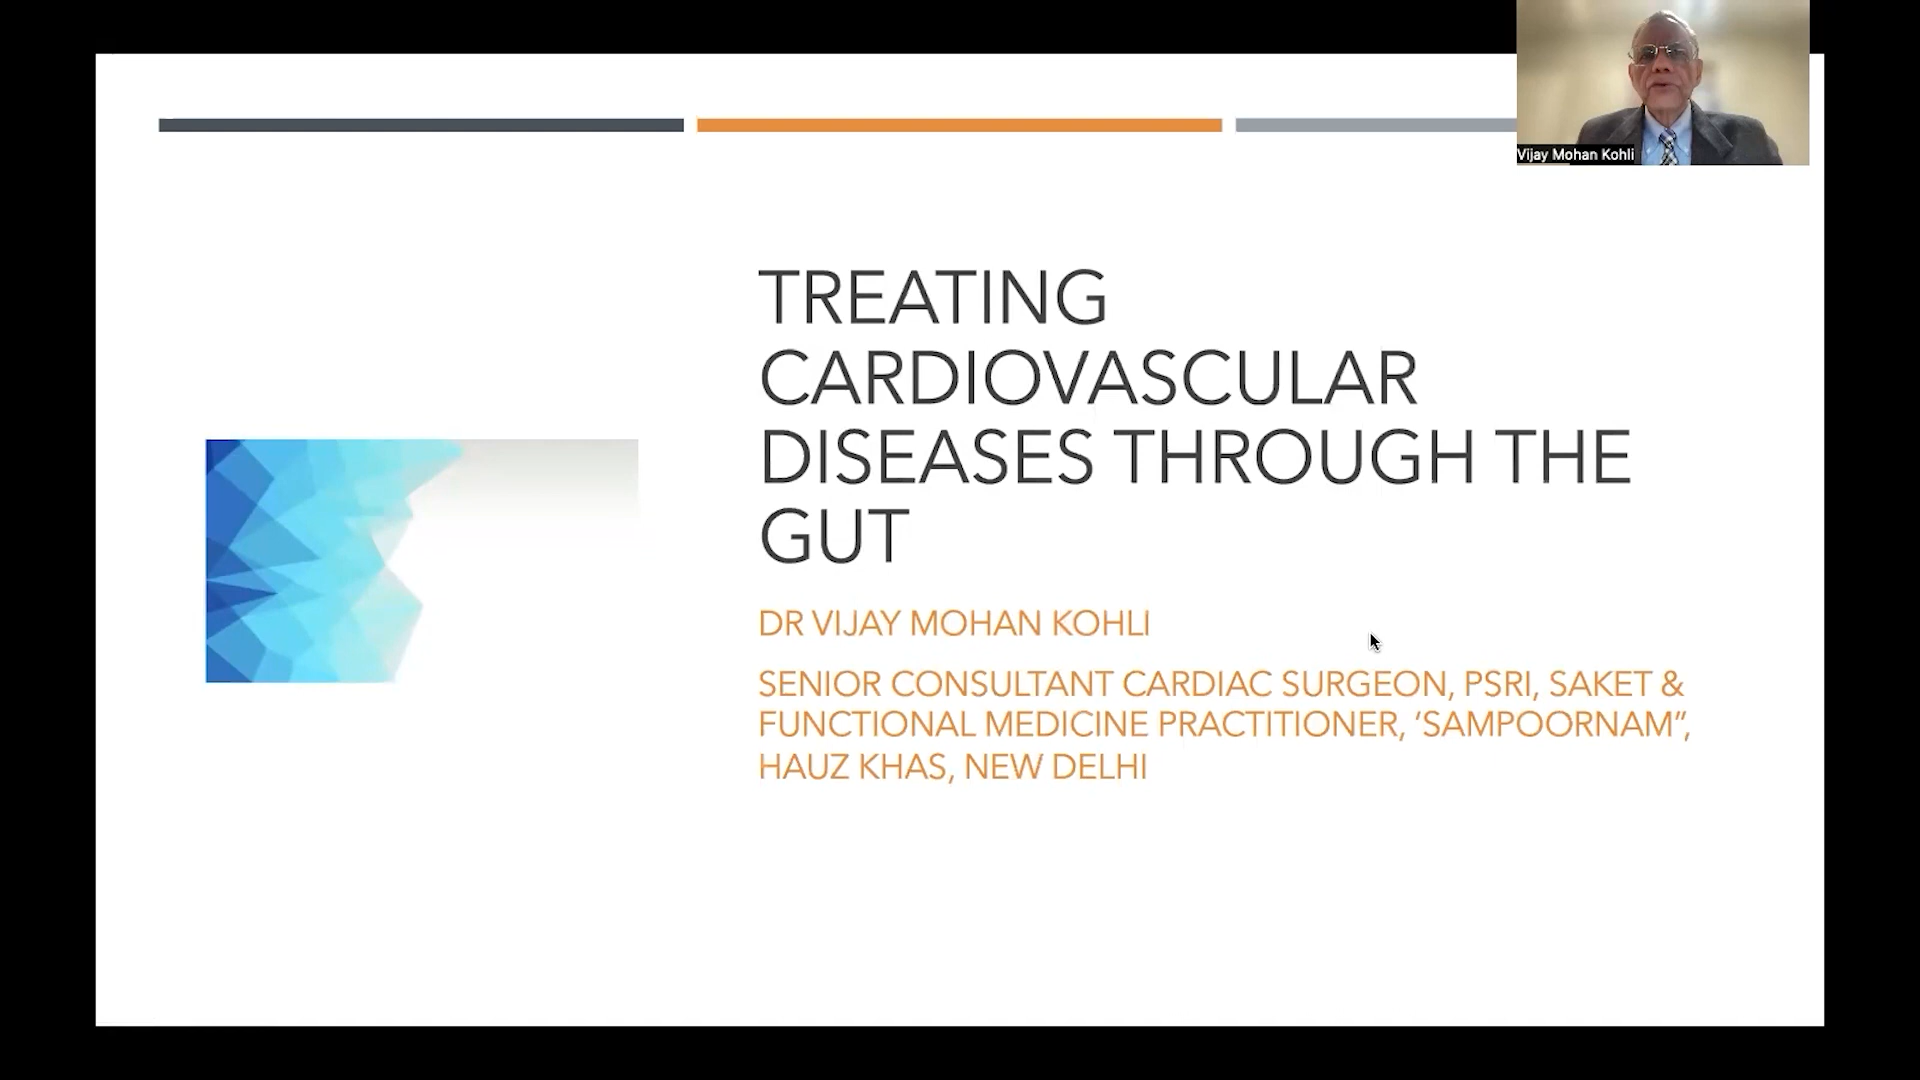 Vijay Mohan Kohli
TREATING
CARDIOVASCULAR
DISEASES THROUGH THE
GUT
DR VIJAY MOHAN KOHLI
SENIOR CONSULTANT CARDIAC SURGEON, PSRI, SAKET &
FUNCTIONAL MEDICINE PRACTITIONER, ‘SAMPOORNAM”,
HAUZ KHAS, NEW DELHI